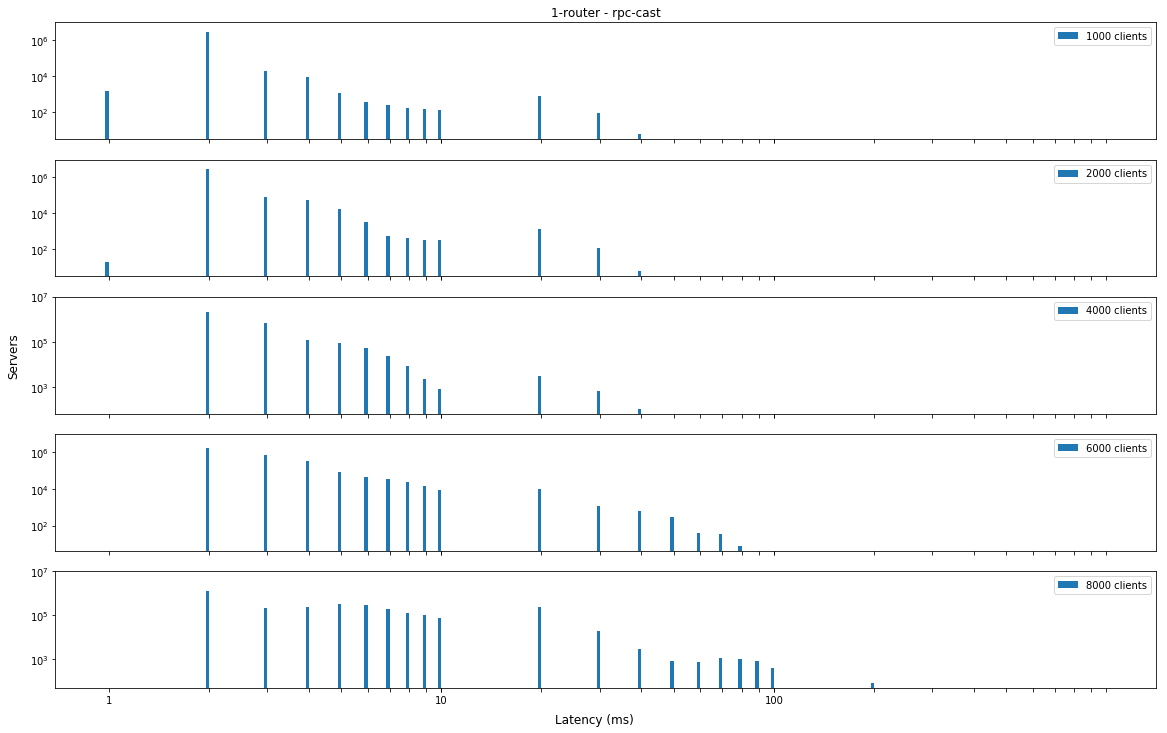 1-router - rpc-cast
10^6
10^4
10^2
1000 clients
10^6
10^4
10^2
2000 clients
Servers
10^7
10^5
10^3
4000 clients
10^6
10^4
10^2
6000 clients
10^7
10^5
10^3
8000 clients
1 10 100
Latency (ms)